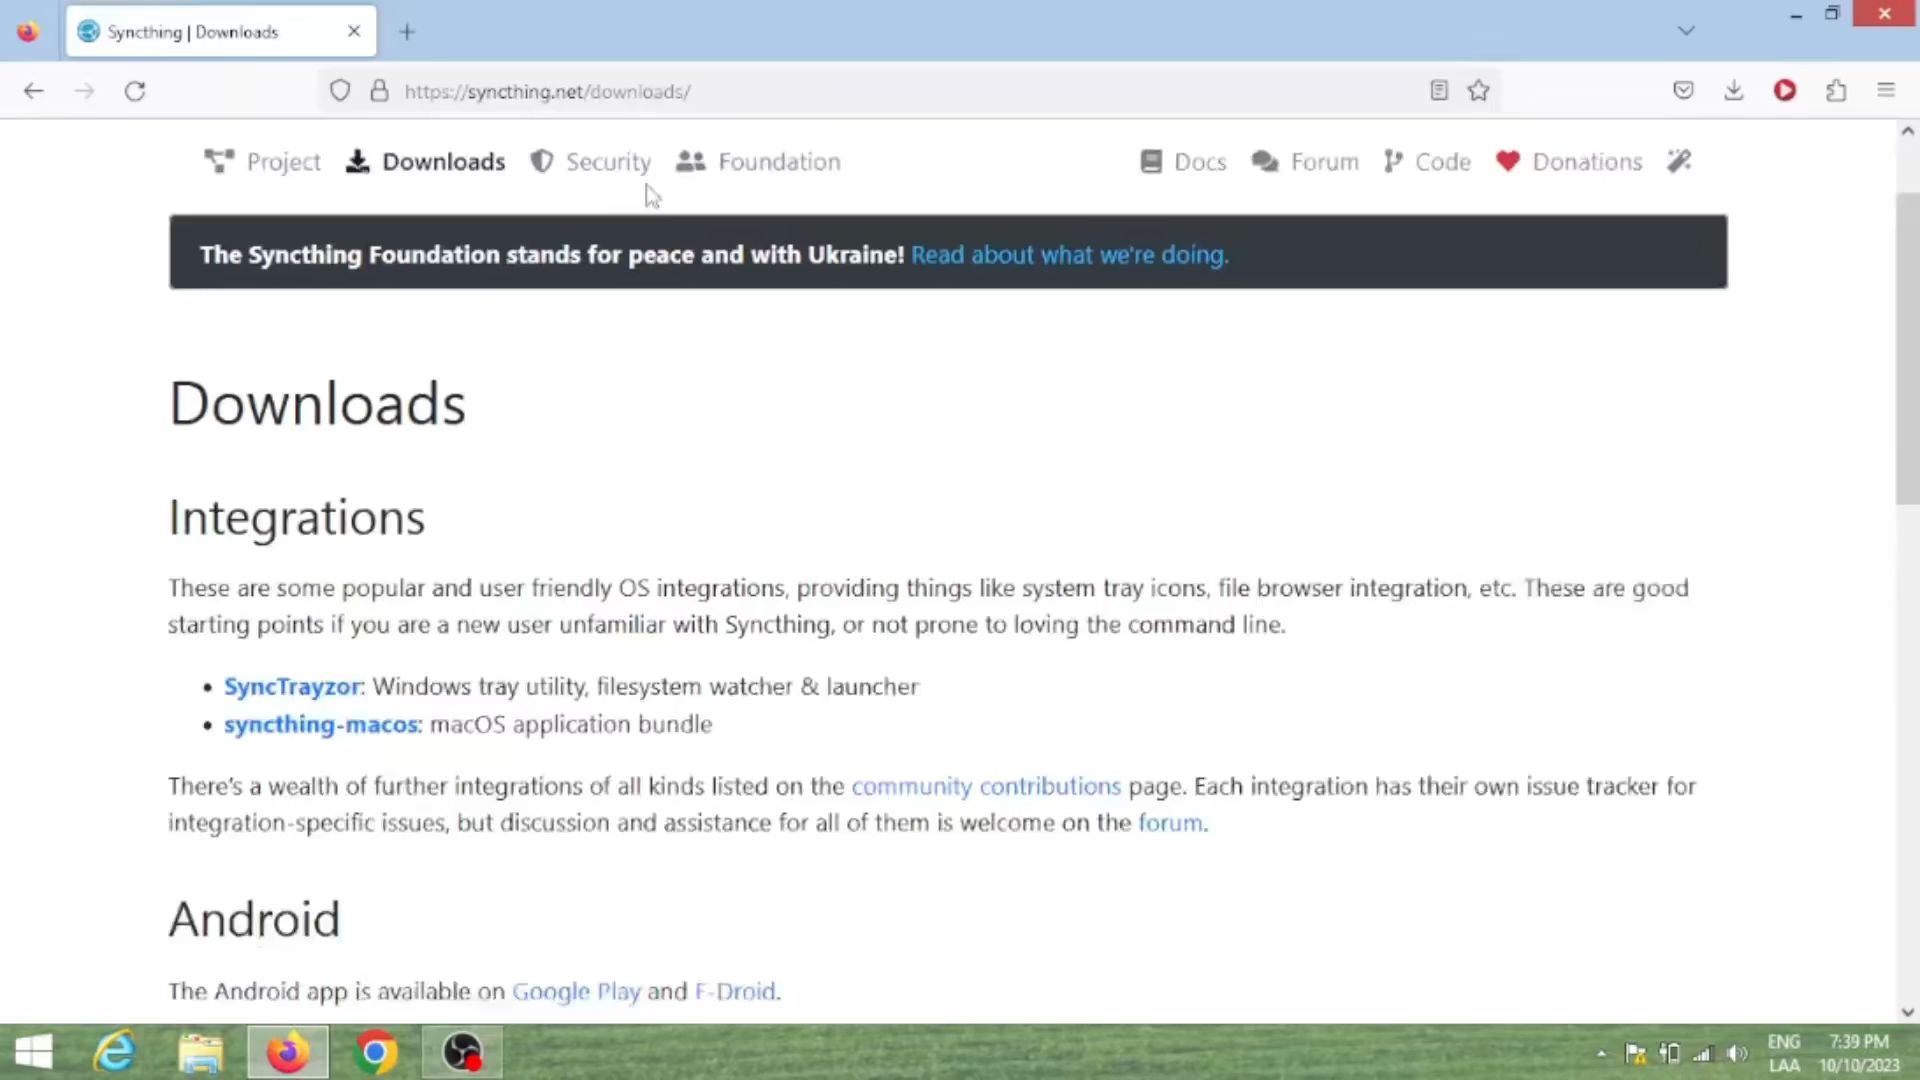 Syncthing | Downloads
https://syncthing.net/downloads/
Project Downloads Security Foundation Docs Forum Code Donations
The Syncthing Foundation stands for peace and with Ukraine! Read about what we're doing.
Downloads
Integrations
These are some popular and user friendly OS integrations, providing things like system tray icons, file browser integration, etc. These are good
starting points if you are a new user unfamiliar with Syncthing, or not prone to loving the command line.
• SyncTrayzor: Windows tray utility, filesystem watcher & launcher
• syncthing-macos: macOS application bundle
There's a wealth of further integrations of all kinds listed on the community contributions page. Each integration has their own issue tracker for
integration-specific issues, but discussion and assistance for all of them is welcome on the forum.
Android
The Android app is available on Google Play and F-Droid.
ENG 7:39 PM
LAA 10/10/2023